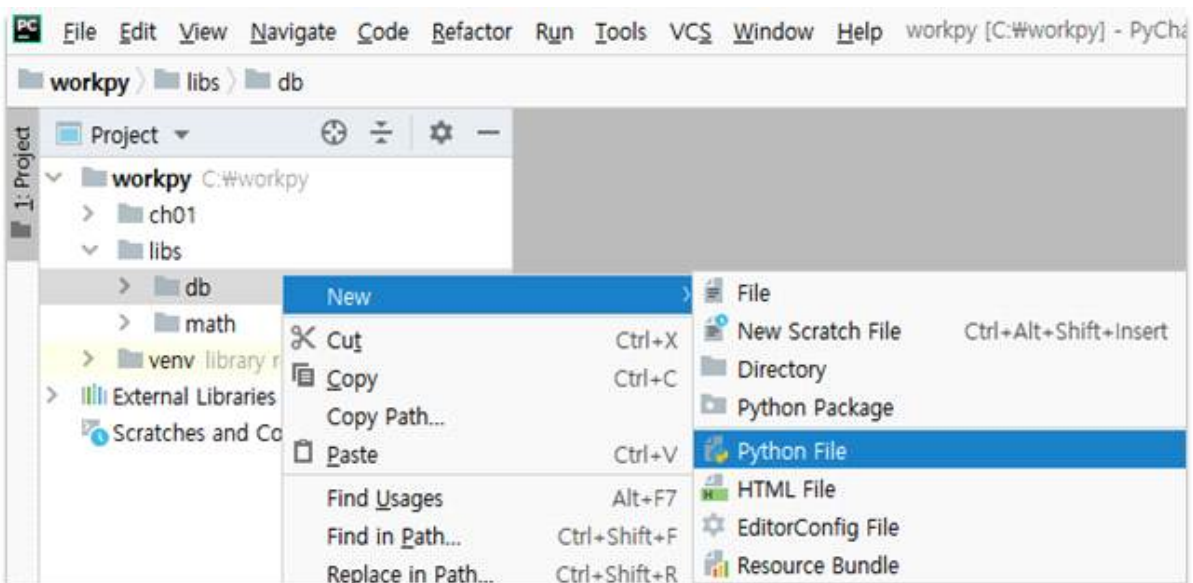 PC File Edit View Navigate Code Refactor Run Tools VCS Window Help workpy [C:₩workpy] - PyCha
workpy libs db
1: Project
Project
workpy C:₩workpy
ch01
libs
db
math
venv library r
External Libraries
Scratches and Co
New
Cut Ctrl+X
Copy Ctrl+C
Copy Path...
Paste Ctrl+V
Find Usages Alt+F7
Find in Path... Ctrl+Shift+F
Replace in Path... Ctrl+Shift+R
File
New Scratch File Ctrl+Alt+Shift+Insert
Directory
Python Package
Python File
HTML File
EditorConfig File
Resource Bundle